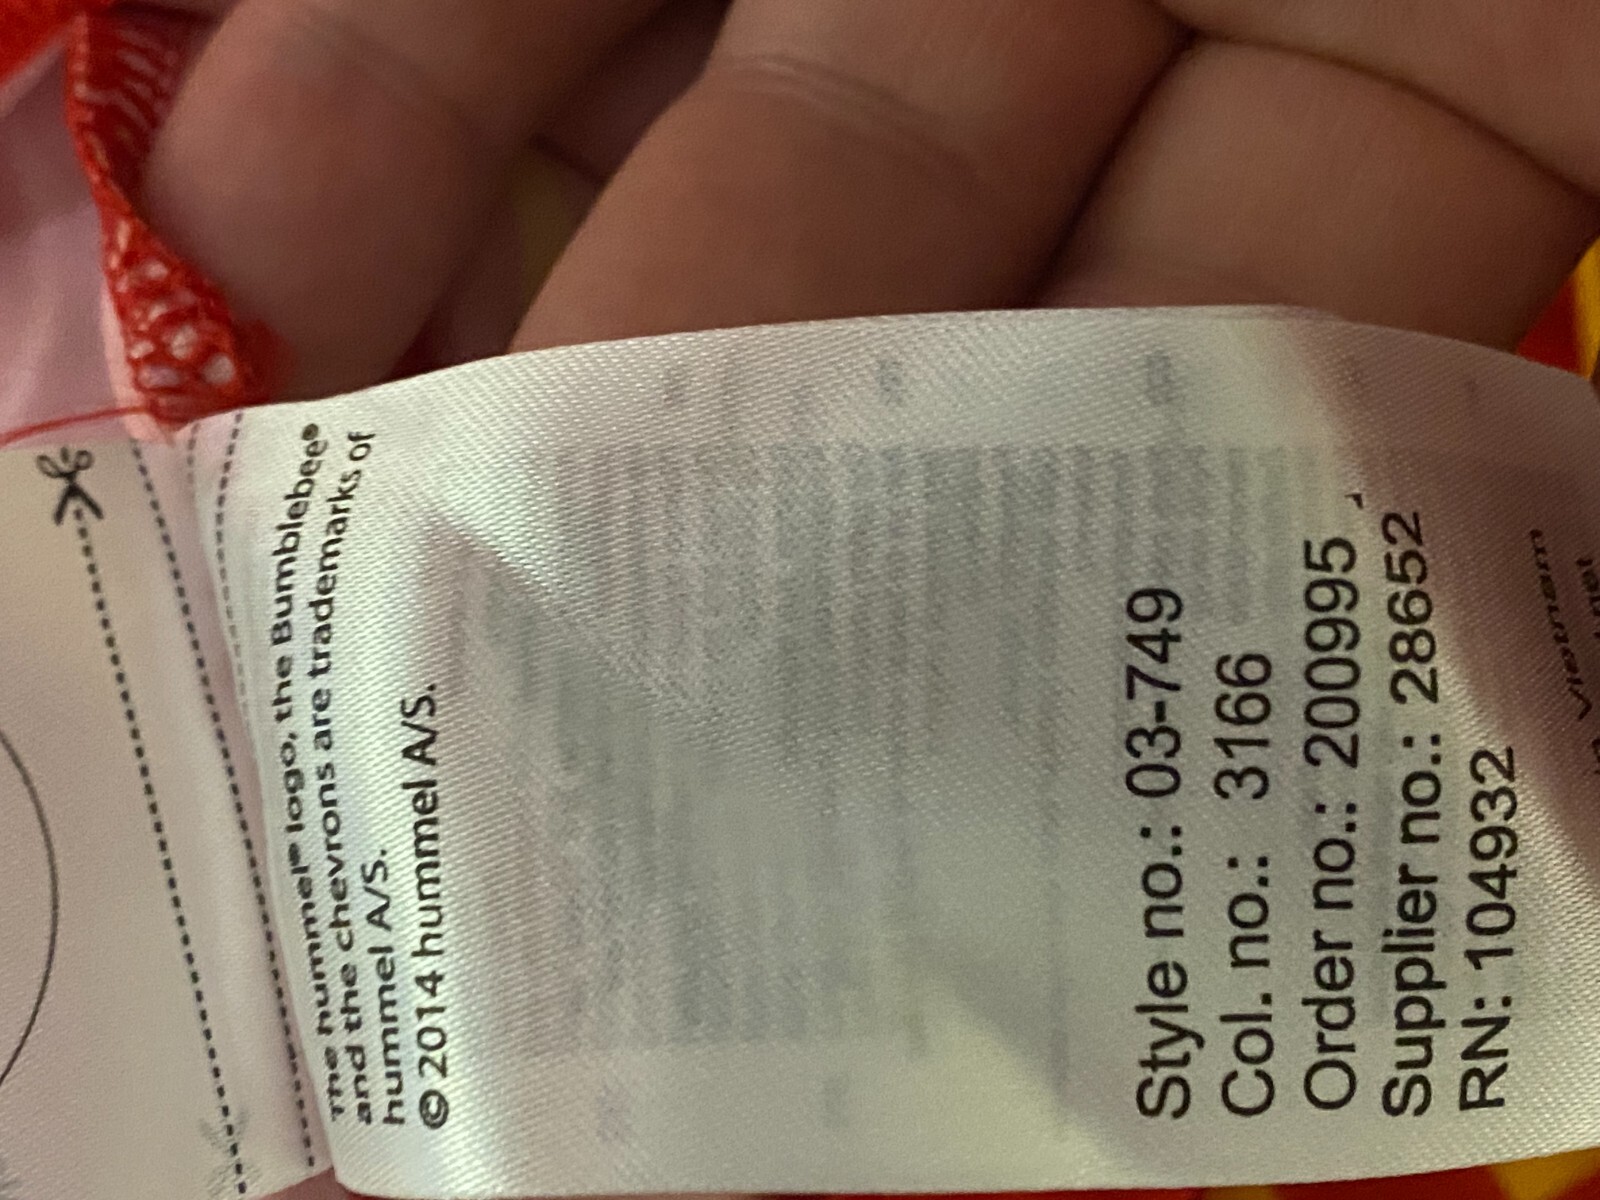 The hummel® logo, the Bumblebee®
and the chevrons are trademarks of
hummel A/S.
© 2014 hummel A/S.
Style no.: 03-749
Col. no.: 3166
Order no.: 200995
Supplier no.: 28652
RN: 104932
Vietnam